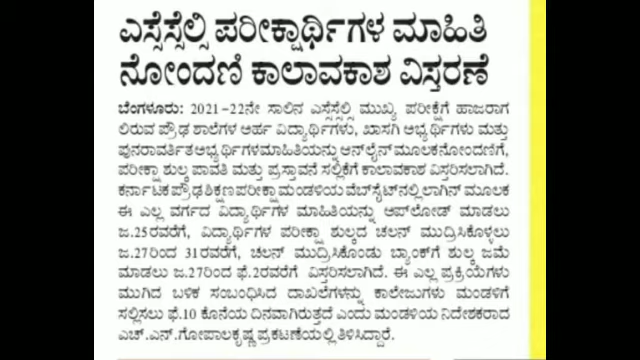 ಎಸ್ಸೆಸ್ಸೆಲ್ಸಿ ಪರೀಕ್ಷಾರ್ಥಿಗಳ ಮಾಹಿತಿ
ನೋಂದಣಿ ಕಾಲಾವಕಾಶ ವಿಸ್ತರಣೆ
ಬೆಂಗಳೂರು: 2021-22ನೇ ಸಾಲಿನ ಎಸ್ಸೆಸ್ಸೆಲ್ಸಿ ಮುಖ್ಯ ಪರೀಕ್ಷೆಗೆ ಹಾಜರಾಗ
ಲಿರುವ ಪ್ರೌಢ ಶಾಲೆಗಳ ಅರ್ಹ ವಿದ್ಯಾರ್ಥಿಗಳು, ಖಾಸಗಿ ಅಭ್ಯರ್ಥಿಗಳು ಮತ್ತು
ಪುನರಾವರ್ತಿತ ಅಭ್ಯರ್ಥಿಗಳ ಮಾಹಿತಿಯನ್ನು ಆನ್‌ಲೈನ್ ಮೂಲಕ ನೋಂದಣಿಗೆ,
ಪರೀಕ್ಷಾ ಶುಲ್ಕ ಪಾವತಿ ಮತ್ತು ಪ್ರಸ್ತಾವನೆ ಸಲ್ಲಿಕೆಗೆ ಕಾಲಾವಕಾಶ ವಿಸ್ತರಿಸಲಾಗಿದೆ.
ಕರ್ನಾಟಕ ಪ್ರೌಢ ಶಿಕ್ಷಣ ಪರೀಕ್ಷಾ ಮಂಡಳಿಯ ವೆಬ್‌ಸೈಟ್‌ನಲ್ಲಿ ಲಾಗಿನ್ ಮೂಲಕ
ಈ ಎಲ್ಲ ವರ್ಗದ ವಿದ್ಯಾರ್ಥಿಗಳ ಮಾಹಿತಿಯನ್ನು ಆಪ್‌ಲೋಡ್ ಮಾಡಲು
ಜ.25ರವರೆಗೆ, ವಿದ್ಯಾರ್ಥಿಗಳ ಪರೀಕ್ಷಾ ಶುಲ್ಕದ ಚಲನ್ ಮುದ್ರಿಸಿಕೊಳ್ಳಲು
ಜ.27ರಿಂದ 31ರವರೆಗೆ, ಚಲನ್ ಮುದ್ರಿಸಿಕೊಂಡು ಬ್ಯಾಂಕ್‌ಗೆ ಶುಲ್ಕ ಜಮೆ
ಮಾಡಲು ಜ.27ರಿಂದ ಫೆ.2ರವರೆಗೆ ವಿಸ್ತರಿಸಲಾಗಿದೆ. ಈ ಎಲ್ಲ ಪ್ರಕ್ರಿಯೆಗಳು
ಮುಗಿದ ಬಳಿಕ ಸಂಬಂಧಿಸಿದ ದಾಖಲೆಗಳನ್ನು ಕಾಲೇಜುಗಳು ಮಂಡಳಿಗೆ
ಸಲ್ಲಿಸಲು ಫೆ.10 ಕೊನೆಯ ದಿನವಾಗಿರುತ್ತದೆ ಎಂದು ಮಂಡಳಿಯ ನಿರ್ದೇಶಕರಾದ
ಎಚ್.ಎನ್.ಗೋಪಾಲಕೃಷ್ಣ ಪ್ರಕಟಣೆಯಲ್ಲಿ ತಿಳಿಸಿದ್ದಾರೆ.